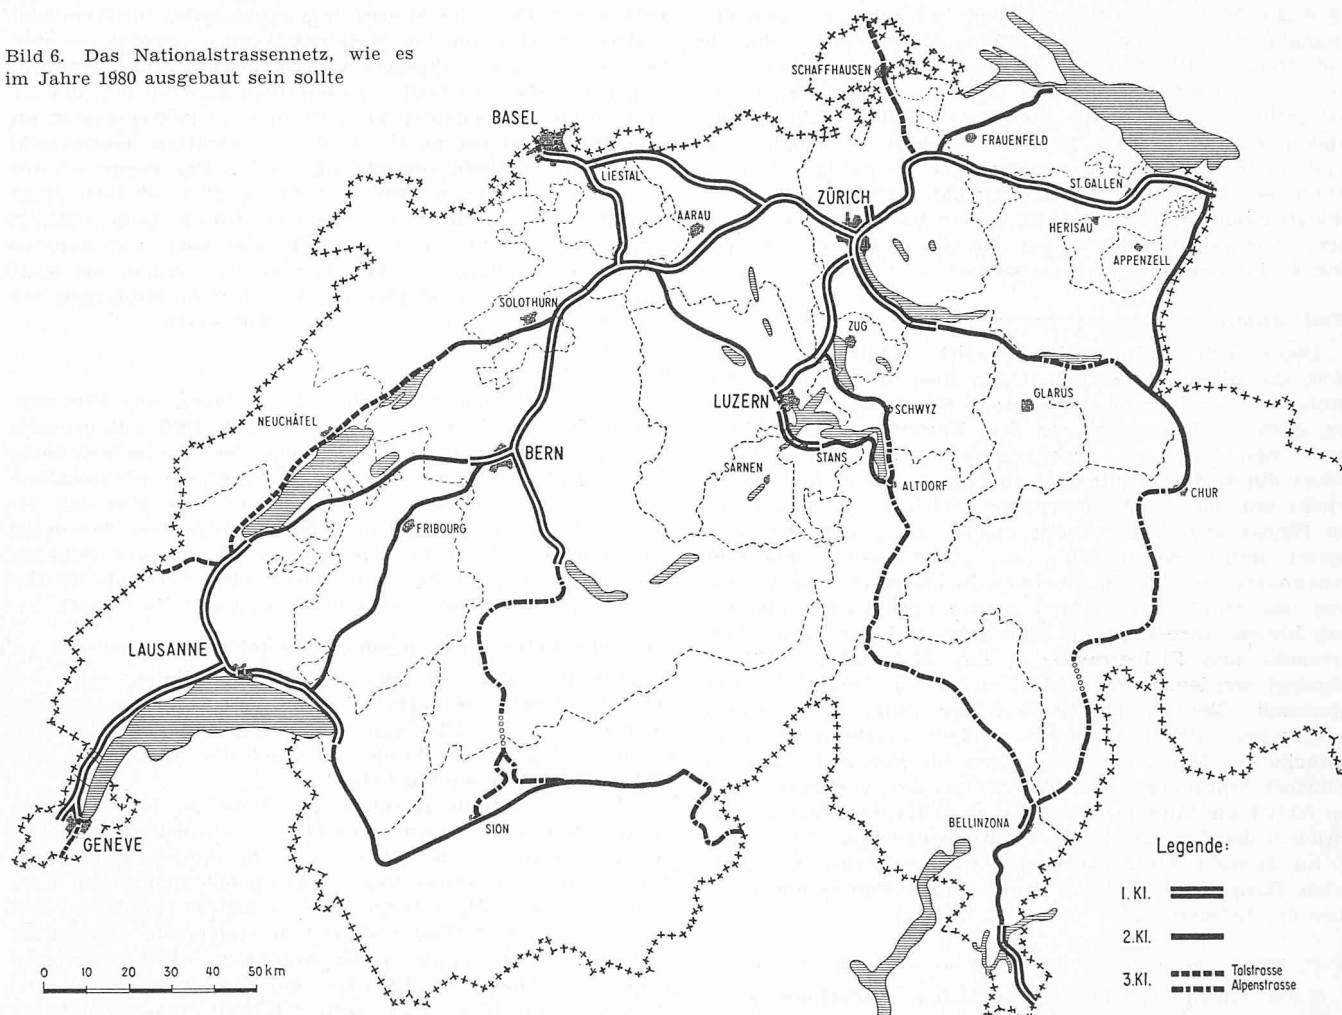 Bild 6. Das Nationalstrassennetz, wie es
im Jahre 1980 ausgebaut sein sollte
SCHAFFHAUSEN
BASEL
FRAUENFELD
LIESTAL
ST.GALLEN
ZÜRICH
AARAU
HERISAU
APPENZELL
SOLOTHURN
ZUG
LUZERN
SCHWYZ
GLARUS
NEUCHÂTEL
BERN
STANS
SARNEN
ALTDORF
CHUR
FRIBOURG
LAUSANNE
BELLINZONA
SION
GENÈVE
Legende:
1. Kl.
2. Kl.
3. Kl.
Talstrasse
Alpenstrasse
0 10 20 30 40 50 km